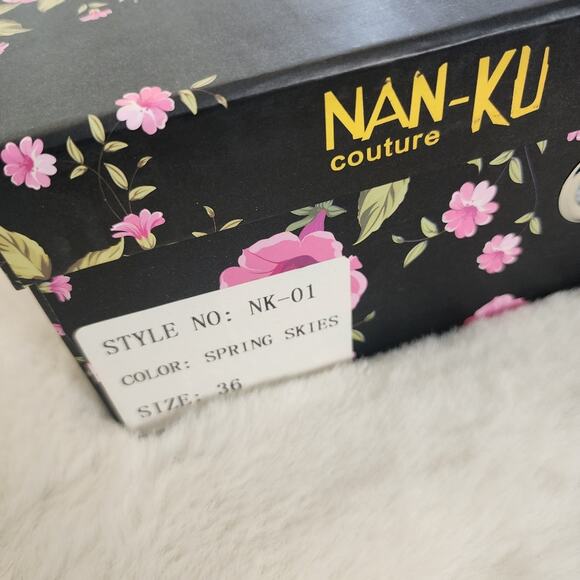 NAN-KU
couture
STYLE NO: NK-01
COLOR: SPRING SKIES
SIZE: 36